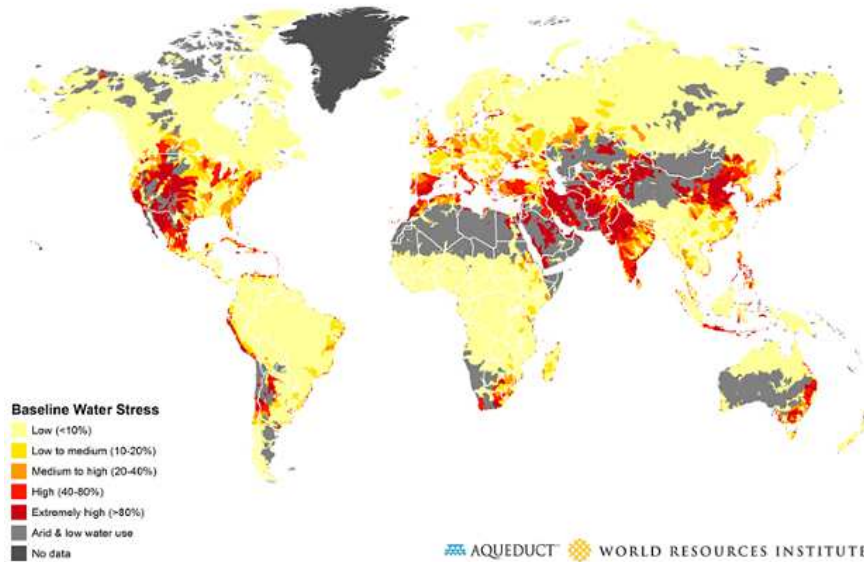 Baseline Water Stress
Low (<10%)
Low to medium (10-20%)
Medium to high (20-40%)
High (40-80%)
Extremely high (>80%)
Arid & low water use
No data
AQUEDUCT™ WORLD RESOURCES INSTITUTE